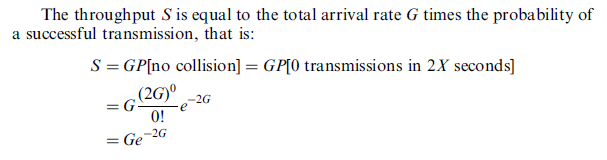 The throughput S is equal to the total arrival rate G times the probability of
a successful transmission, that is:
S = GP[no collision] = GP[0 transmissions in 2X seconds]
= G (2G)⁰/0! e⁻²ᴳ
= Ge⁻²ᴳ